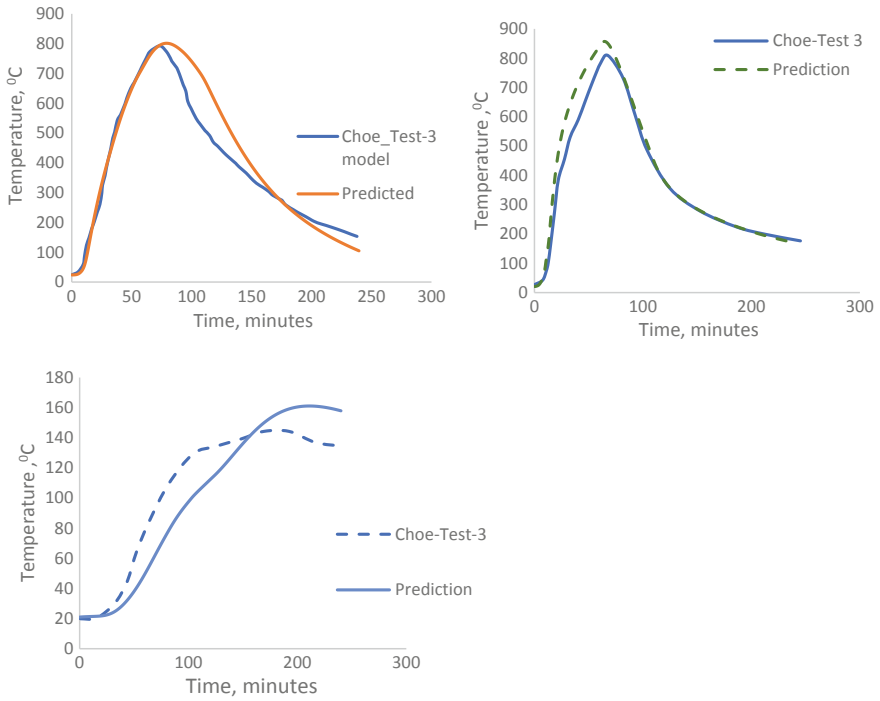 900
800
700
600
500
400
300
200
100
0
Temperature, ⁰C
0 50 100 150 200 250 300
Time, minutes
Choe_Test-3
model
Predicted
900
800
700
600
500
400
300
200
100
0
Temperature ,⁰C
0 100 200 300
Time, minutes
Choe-Test 3
Prediction
180
160
140
120
100
80
60
40
20
0
Temperature ,⁰C
0 100 200 300
Time, minutes
Choe-Test-3
Prediction